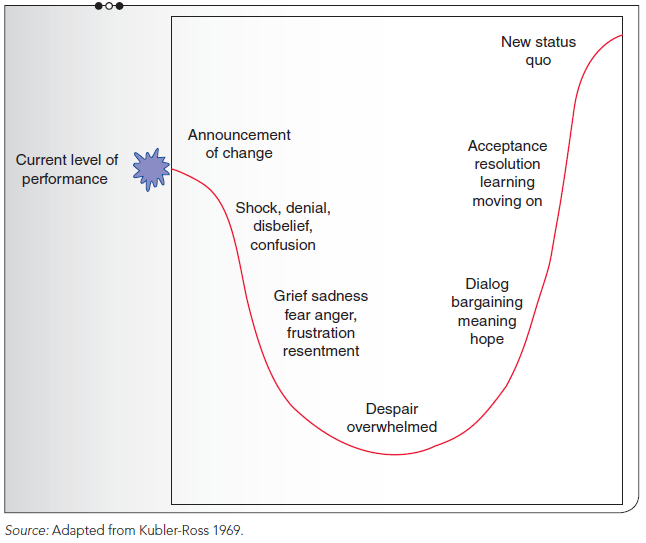 Current level of
performance
Announcement
of change
Shock, denial,
disbelief,
confusion
Grief sadness
fear anger,
frustration
resentment
Despair
overwhelmed
Dialog
bargaining
meaning
hope
Acceptance
resolution
learning
moving on
New status
quo
Source: Adapted from Kubler-Ross 1969.